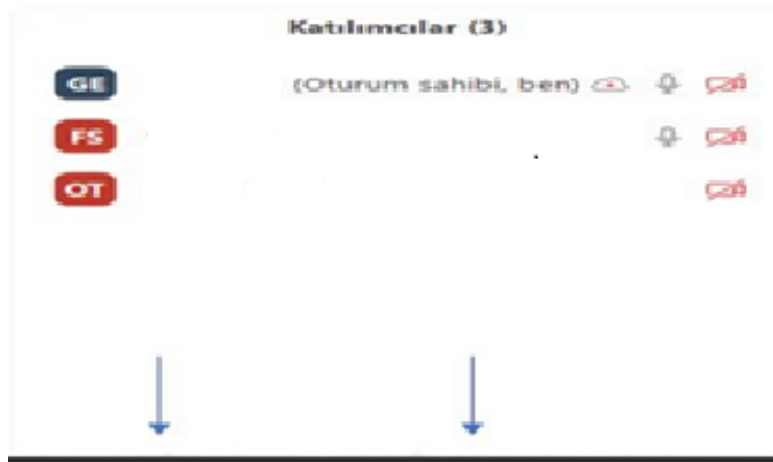 Katılımcılar (3)
GE (Oturum sahibi, ben)
FS
OT